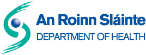 An Roinn Sláinte
DEPARTMENT OF HEALTH